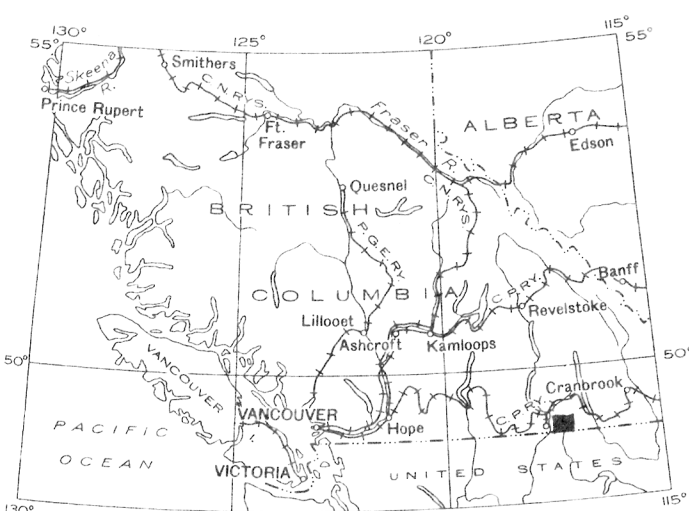 130°
125°
120°
115°
55°
55°
Skeena
R.
Prince Rupert
Smithers
C.N.RYS.
Ft.
Fraser
Fraser
R.
ALBERTA
Edson
C.N.RYS
Quesnel
BRITISH
P.G.E.RY.
COLUMBIA
C.P.RY.
Banff
Revelstoke
Lillooet
Ashcroft
Kamloops
50°
50°
VANCOUVER
Cranbrook
VANCOUVER
C.P.RY.
Hope
PACIFIC
OCEAN
VICTORIA
UNITED STATES
130°
115°